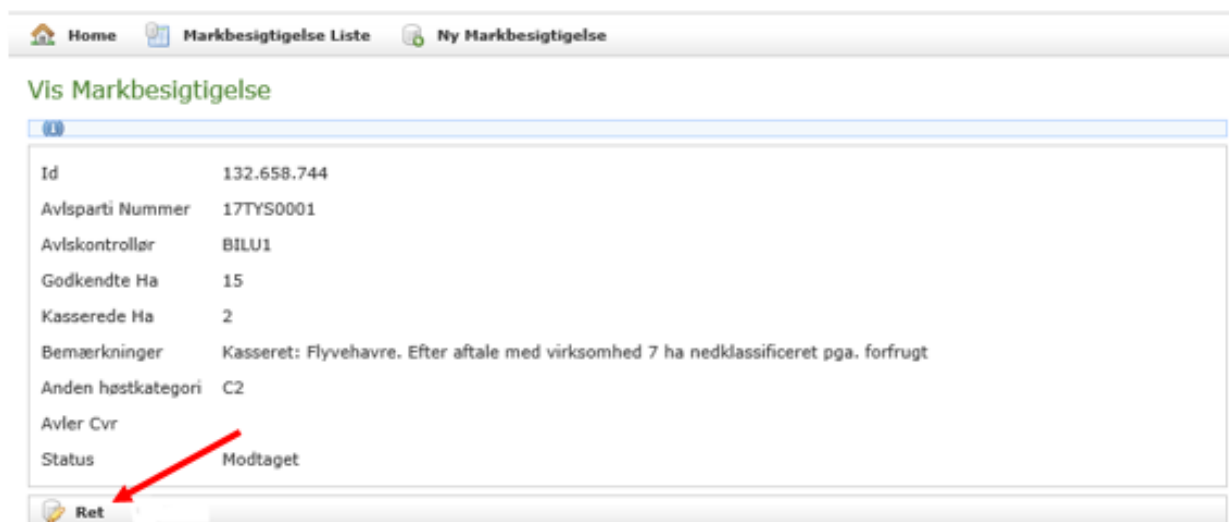 Home Markbesigtigelse Liste Ny Markbesigtigelse
Vis Markbesigtigelse
Id 132.658.744
Avlsparti Nummer 17TYS0001
Avlskontrollør BILU1
Godkendte Ha 15
Kasserede Ha 2
Bemærkninger Kasseret: Flyvehavre. Efter aftale med virksomhed 7 ha nedklassificeret pga. forfrugt
Anden høstkategori C2
Avler Cvr
Status Modtaget
Ret